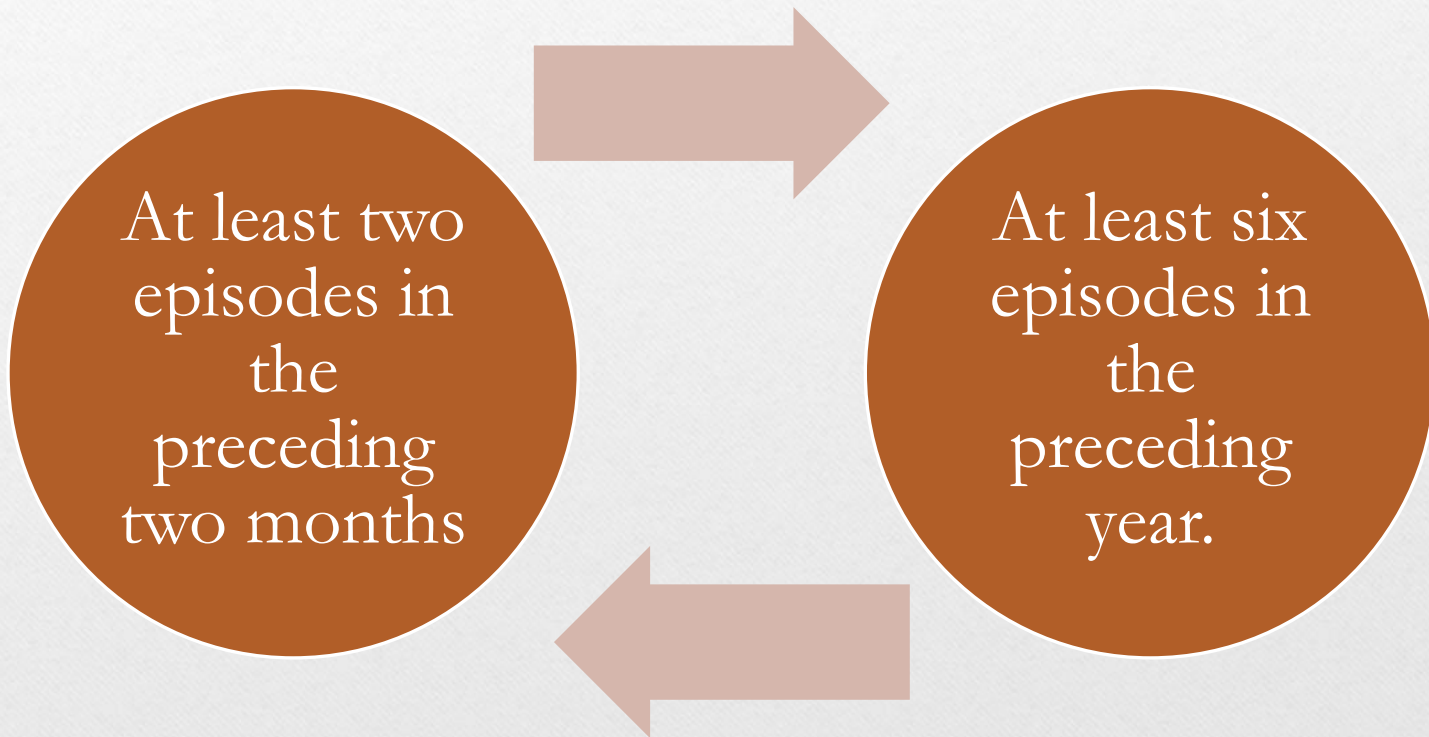 At least two
episodes in
the
preceding
two months
At least six
episodes in
the
preceding
year.